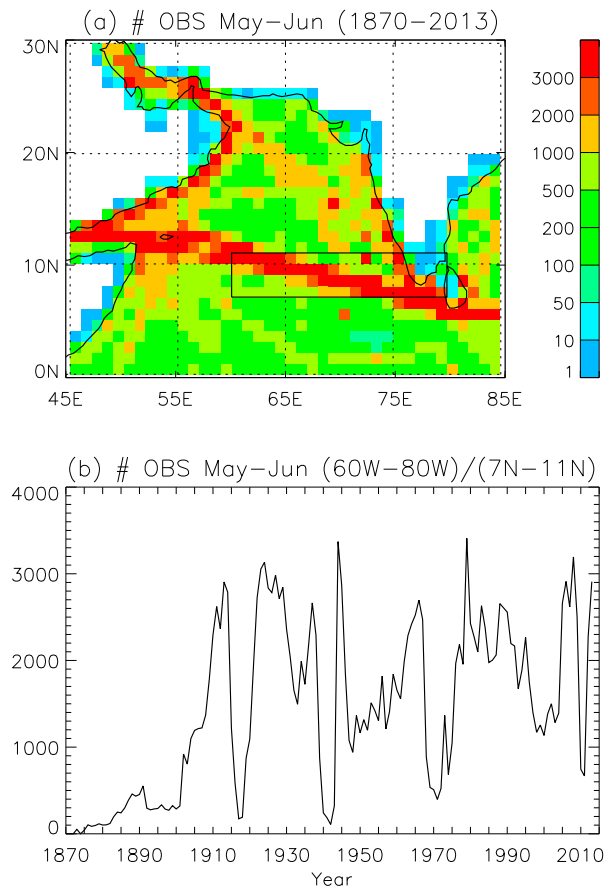 (a) # OBS May-Jun (1870-2013)
30N
20N
10N
0N
45E 55E 65E 75E 85E
3000
2000
1000
500
200
100
50
10
1
(b) # OBS May-Jun (60W-80W)/(7N-11N)
4000
3000
2000
1000
0
1870 1890 1910 1930 1950 1970 1990 2010
Year